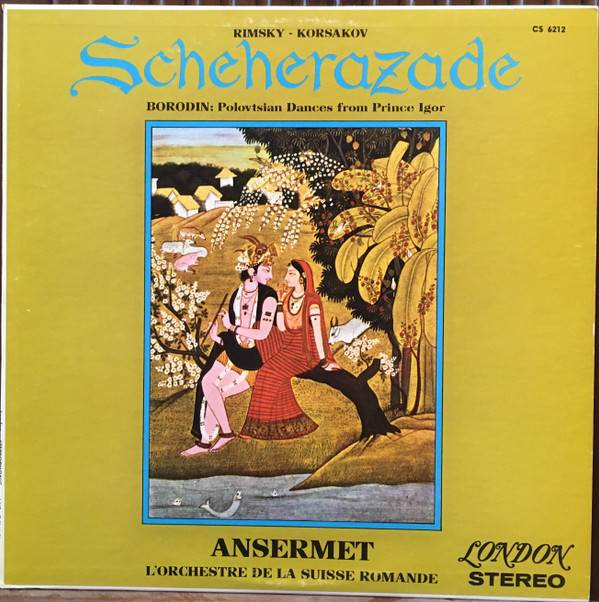 RIMSKY - KORSAKOV
CS 6212
Scheherazade
BORODIN: Polovtsian Dances from Prince Igor
ANSERMET
L'ORCHESTRE DE LA SUISSE ROMANDE
LONDON
STEREO